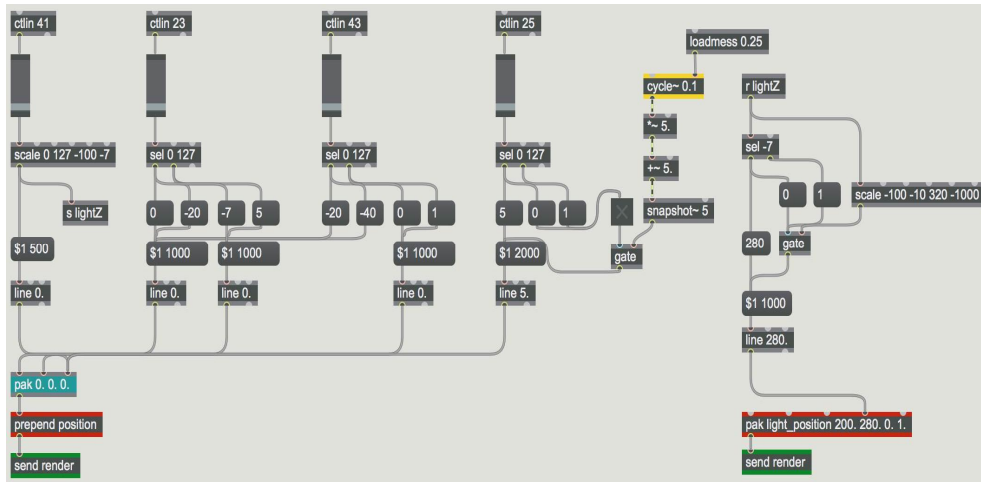 ctlin 41
ctlin 23
ctlin 43
ctlin 25
loadmess 0.25
cycle~ 0.1
r lightZ
*~ 5.
scale 0 127 -100 -7
sel 0 127
sel 0 127
sel 0 127
sel -7
+~ 5.
s lightZ
0
-20
-7
5
-20
-40
0
1
5
0
1
snapshot~ 5
0
1
scale -100 -10 320 -1000
$1 500
$1 1000
$1 1000
$1 1000
$1 2000
gate
280
gate
line 0.
line 0.
line 0.
line 0.
line 5.
$1 1000
line 280.
pak 0. 0. 0.
prepend position
pak light_position 200. 280. 0. 1.
send render
send render